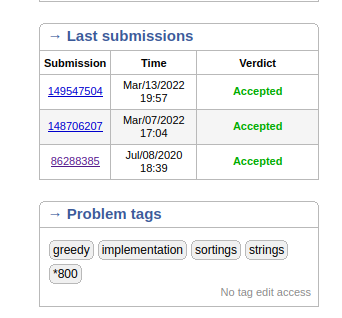 → Last submissions
Submission Time Verdict
149547504 Mar/13/2022 19:57 Accepted
148706207 Mar/07/2022 17:04 Accepted
86288385 Jul/08/2020 18:39 Accepted
→ Problem tags
greedy implementation sortings strings
*800
No tag edit access